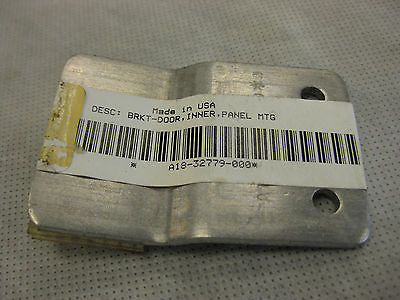 Made in USA
DESC: BRKT-DOOR,INNER,PANEL MTG
* A18-32779-000*